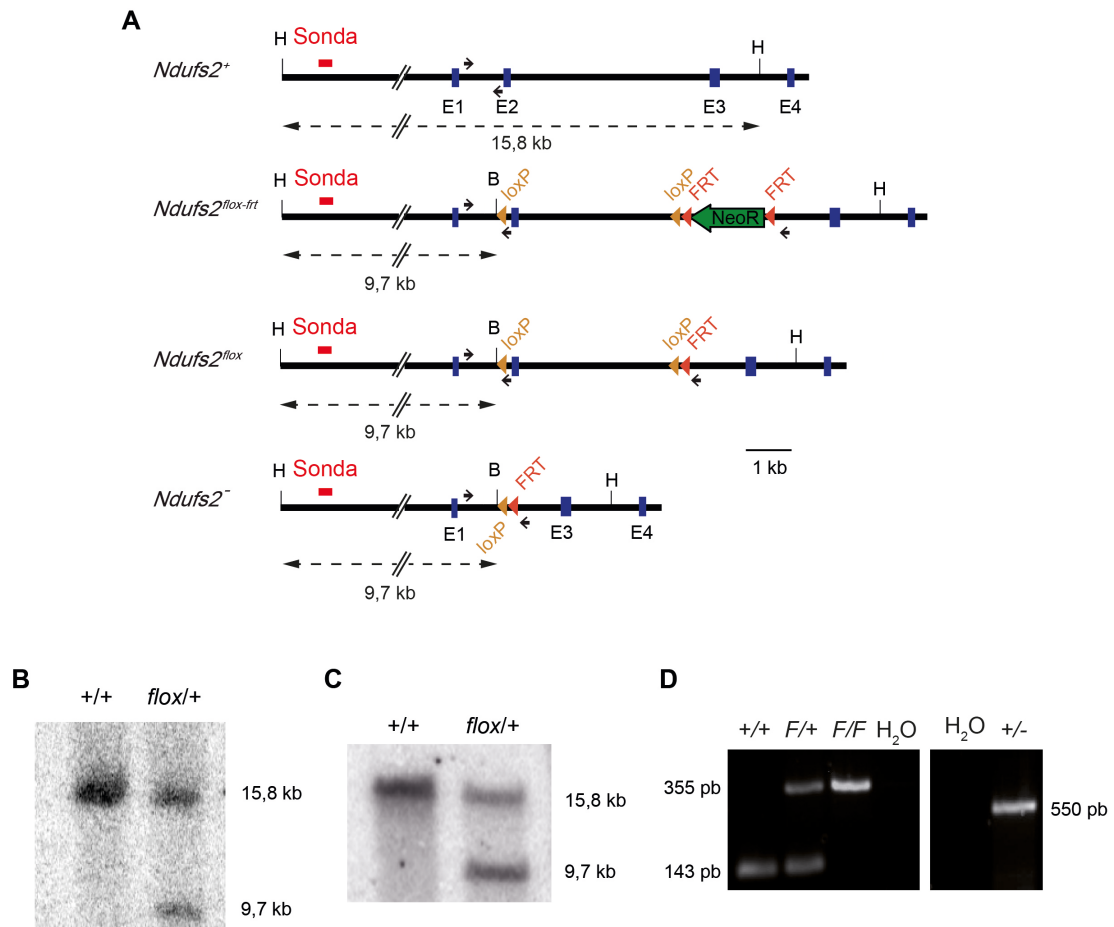 A
H Sonda H
Ndufs2+
E1 E2 E3 E4
15,8 kb
H Sonda B loxP loxP FRT FRT H
Ndufs2flox-frt
NeoR
9,7 kb
H Sonda B loxP loxP FRT H
Ndufs2flox
9,7 kb
1 kb
H Sonda B FRT H
Ndufs2-
E1 loxP E3 E4
9,7 kb
B
+/+ flox/+
15,8 kb
9,7 kb
C
+/+ flox/+
15,8 kb
9,7 kb
D
+/+ F/+ F/F H2O H2O +/-
355 pb
550 pb
143 pb